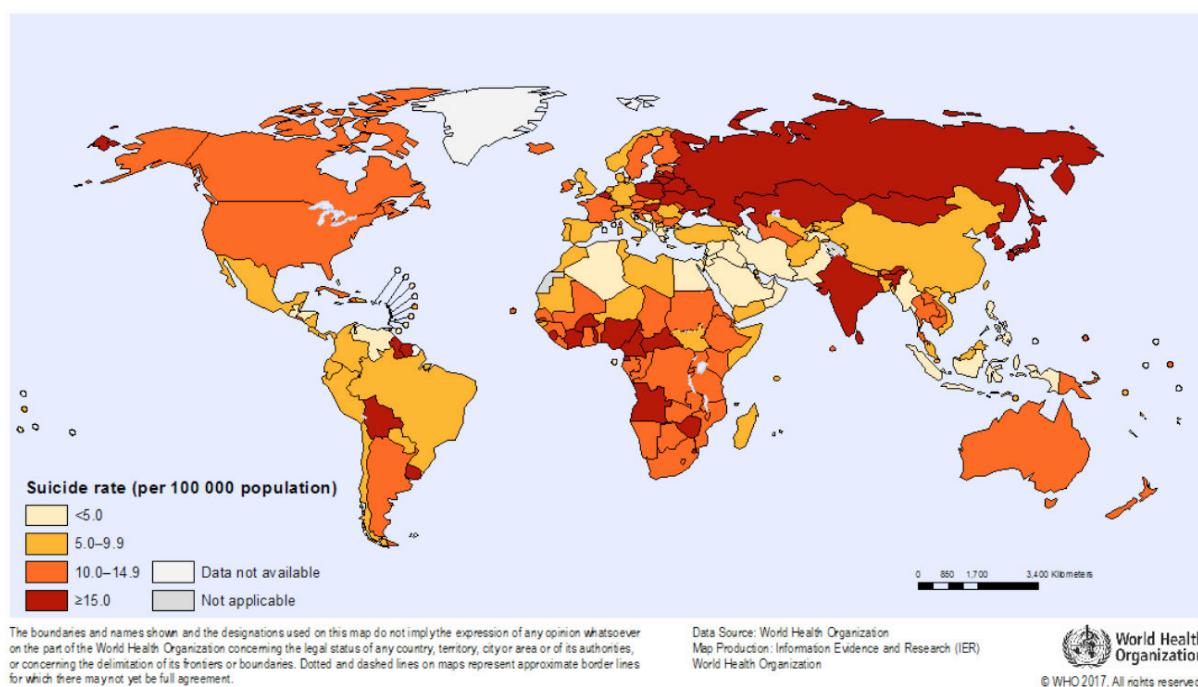 Suicide rate (per 100 000 population)
<5.0
5.0–9.9
10.0–14.9
≥15.0
Data not available
Not applicable
0 850 1,700 3,400 Kilometers
The boundaries and names shown and the designations used on this map do not imply the expression of any opinion whatsoever
on the part of the World Health Organization concerning the legal status of any country, territory, city or area or of its authorities,
or concerning the delimitation of its frontiers or boundaries. Dotted and dashed lines on maps represent approximate border lines
for which there may not yet be full agreement.
Data Source: World Health Organization
Map Production: Information Evidence and Research (IER)
World Health Organization
World Health
Organization
© WHO 2017. All rights reserved